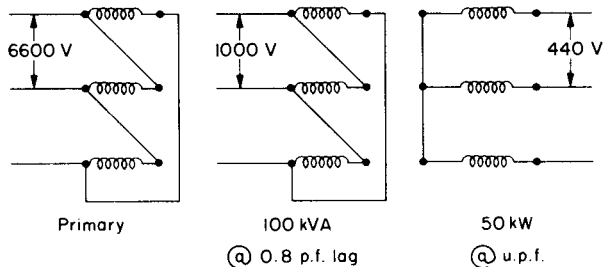 6600 V
1000 V
440 V
Primary
100 kVA
50 kW
@ 0.8 p.f. lag
@ u.p.f.